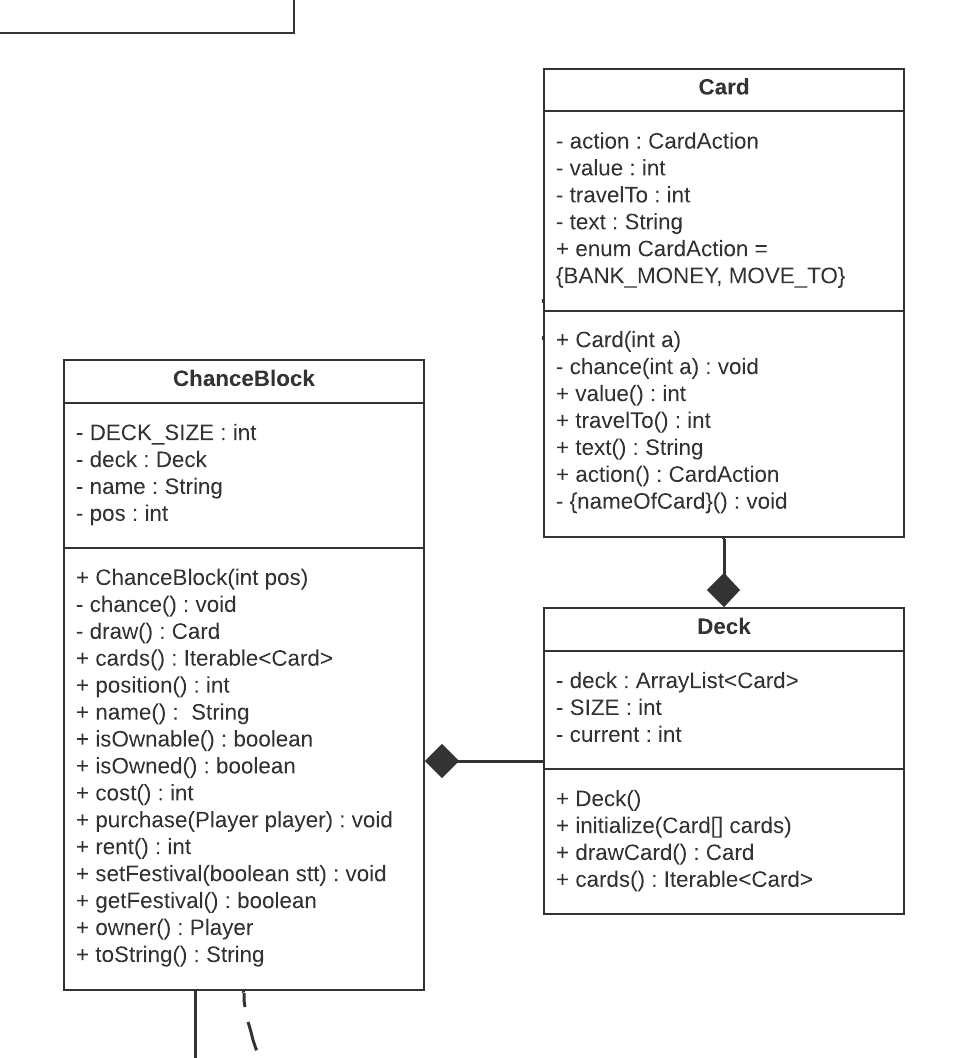 Card
- action : CardAction
- value : int
- travelTo : int
- text : String
+ enum CardAction =
{BANK_MONEY, MOVE_TO}
+ Card(int a)
- chance(int a) : void
+ value() : int
+ travelTo() : int
+ text() : String
+ action() : CardAction
- {nameOfCard}() : void
ChanceBlock
- DECK_SIZE : int
- deck : Deck
- name : String
- pos : int
+ ChanceBlock(int pos)
- chance() : void
- draw() : Card
+ cards() : Iterable<Card>
+ position() : int
+ name() :  String
+ isOwnable() : boolean
+ isOwned() : boolean
+ cost() : int
+ purchase(Player player) : void
+ rent() : int
+ setFestival(boolean stt) : void
+ getFestival() : boolean
+ owner() : Player
+ toString() : String
Deck
- deck : ArrayList<Card>
- SIZE : int
- current : int
+ Deck()
+ initialize(Card[] cards)
+ drawCard() : Card
+ cards() : Iterable<Card>